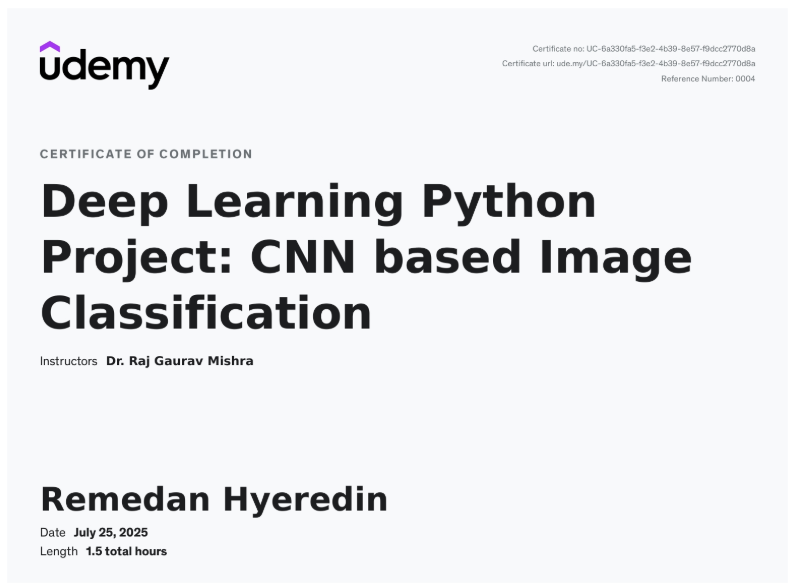 udemy
Certificate no: UC-6a330fa5-f3e2-4b39-8e57-f9dcc2770d8a
Certificate url: ude.my/UC-6a330fa5-f3e2-4b39-8e57-f9dcc2770d8a
Reference Number: 0004
CERTIFICATE OF COMPLETION
Deep Learning Python
Project: CNN based Image
Classification
Instructors Dr. Raj Gaurav Mishra
Remedan Hyeredin
Date July 25, 2025
Length 1.5 total hours